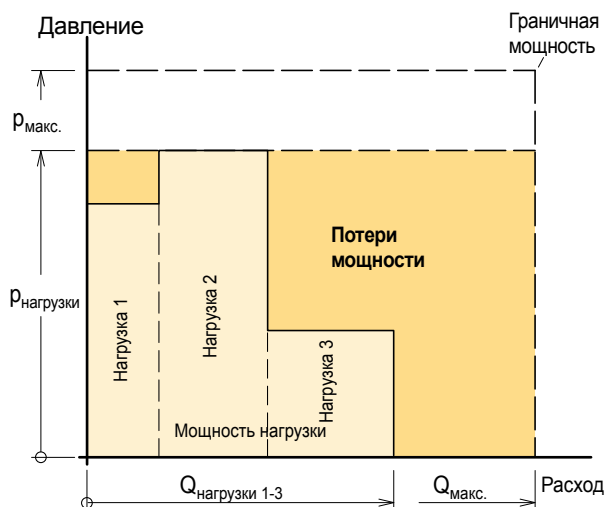 Давление
Граничная
мощность
pмакс.
Потери
мощности
pнагрузки
Нагрузка 1
Нагрузка 2
Нагрузка 3
Мощность нагрузки
Qнагрузки 1-3
Qмакс.
Расход